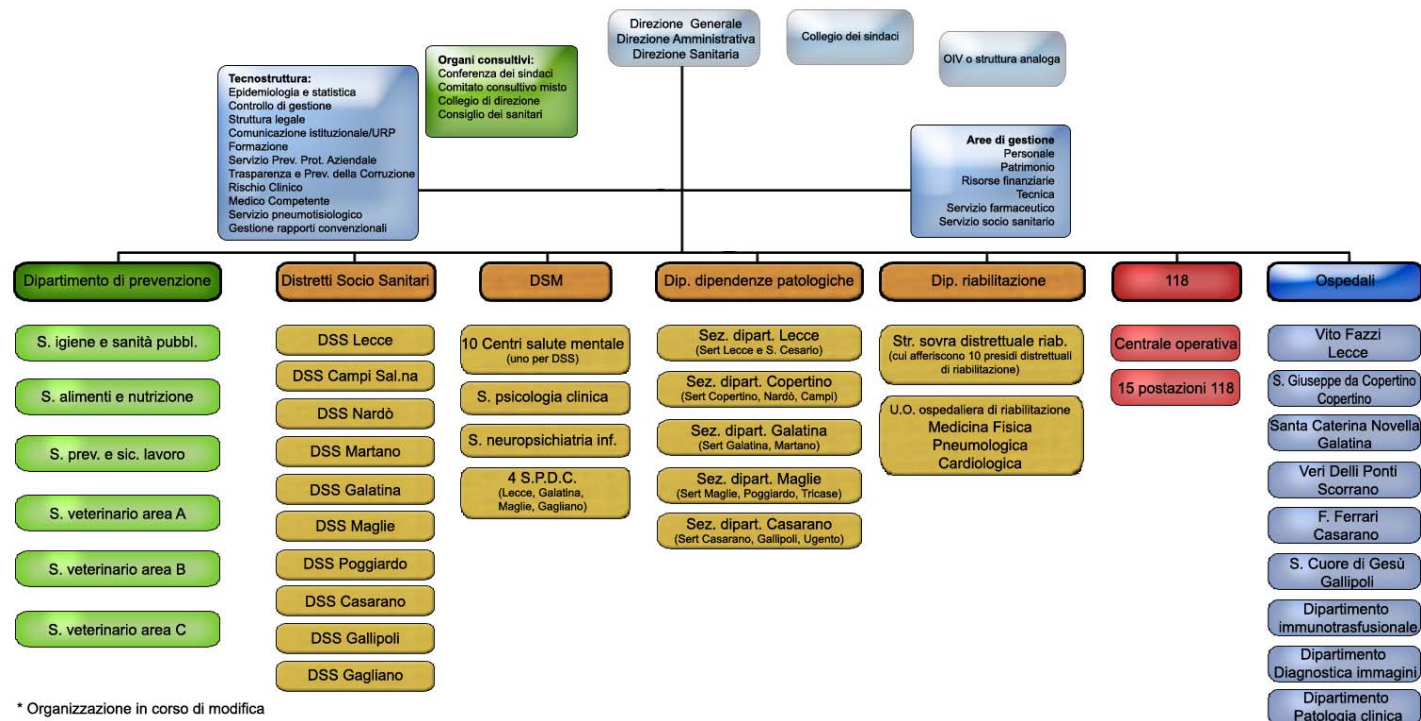 Direzione Generale
Direzione Amministrativa
Direzione Sanitaria
Collegio dei sindaci
OIV o struttura analoga
Organi consultivi:
Conferenza dei sindaci
Comitato consultivo misto
Collegio di direzione
Consiglio dei sanitari
Tecnostruttura:
Epidemiologia e statistica
Controllo di gestione
Struttura legale
Comunicazione istituzionale/URP
Formazione
Servizio Prev. Prot. Aziendale
Trasparenza e Prev. della Corruzione
Rischio Clinico
Medico Competente
Servizio pneumotisiologico
Gestione rapporti convenzionali
Aree di gestione
Personale
Patrimonio
Risorse finanziarie
Tecnica
Servizio farmaceutico
Servizio socio sanitario
Dipartimento di prevenzione
S. igiene e sanità pubbl.
S. alimenti e nutrizione
S. prev. e sic. lavoro
S. veterinario area A
S. veterinario area B
S. veterinario area C
Distretti Socio Sanitari
DSS Lecce
DSS Campi Sal.na
DSS Nardò
DSS Martano
DSS Galatina
DSS Maglie
DSS Poggiardo
DSS Casarano
DSS Gallipoli
DSS Gagliano
DSM
10 Centri salute mentale
(uno per DSS)
S. psicologia clinica
S. neuropsichiatria inf.
4 S.P.D.C.
(Lecce, Galatina,
Maglie, Gagliano)
Dip. dipendenze patologiche
Sez. dipart. Lecce
(Sert Lecce e S. Cesario)
Sez. dipart. Copertino
(Sert Copertino, Nardò, Campi)
Sez. dipart. Galatina
(Sert Galatina, Martano)
Sez. dipart. Maglie
(Sert Maglie, Poggiardo, Tricase)
Sez. dipart. Casarano
(Sert Casarano, Gallipoli, Ugento)
Dip. riabilitazione
Str. sovra distrettuale riab.
(cui afferiscono 10 presidi distrettuali
di riabilitazione)
U.O. ospedaliera di riabilitazione
Medicina Fisica
Pneumologica
Cardiologica
118
Centrale operativa
15 postazioni 118
Ospedali
Vito Fazzi
Lecce
S. Giuseppe da Copertino
Copertino
Santa Caterina Novella
Galatina
Veri Delli Ponti
Scorrano
F. Ferrari
Casarano
S. Cuore di Gesù
Gallipoli
Dipartimento
immunotrasfusionale
Dipartimento
Diagnostica immagini
Dipartimento
Patologia clinica
* Organizzazione in corso di modifica